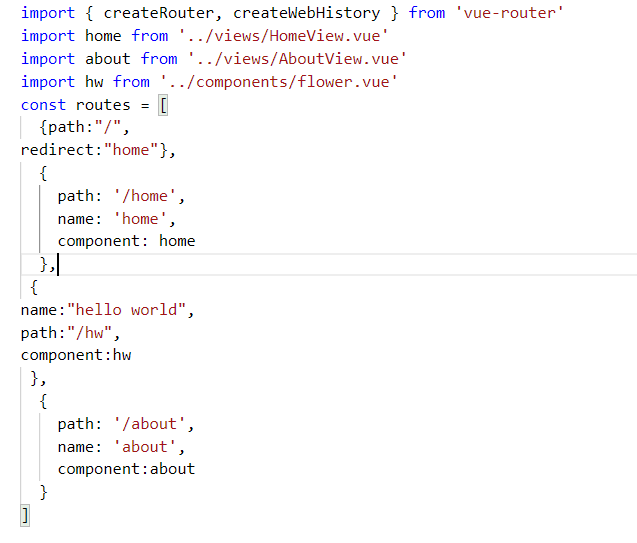 import { createRouter, createWebHistory } from 'vue-router'
import home from '../views/HomeView.vue'
import about from '../views/AboutView.vue'
import hw from '../components/flower.vue'
const routes = [
  {path:"/",
redirect:"home"},
  {
    path: '/home',
    name: 'home',
    component: home
  },
 {
name:"hello world",
path:"/hw",
component:hw
 },
  {
    path: '/about',
    name: 'about',
    component:about
  }
]